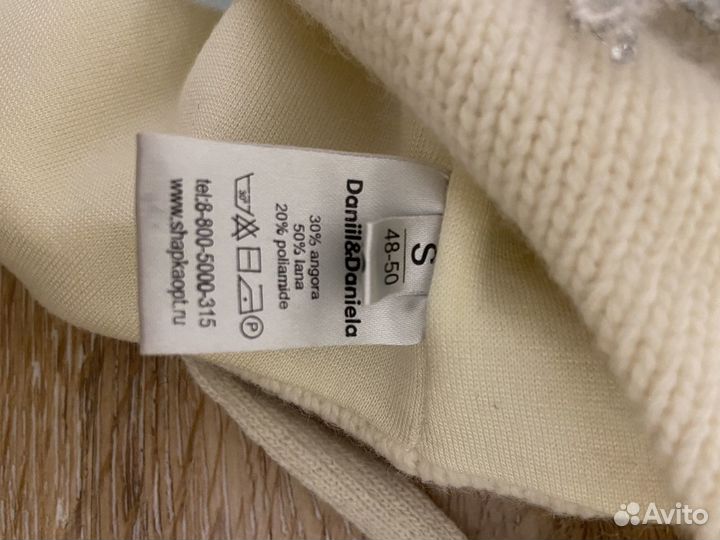 S
48-50
Daniil&Daniela
30% angora
50% lana
20% poliamide
30°
P
tel:8-800-5000-315
www.shapkaopt.ru
Avito